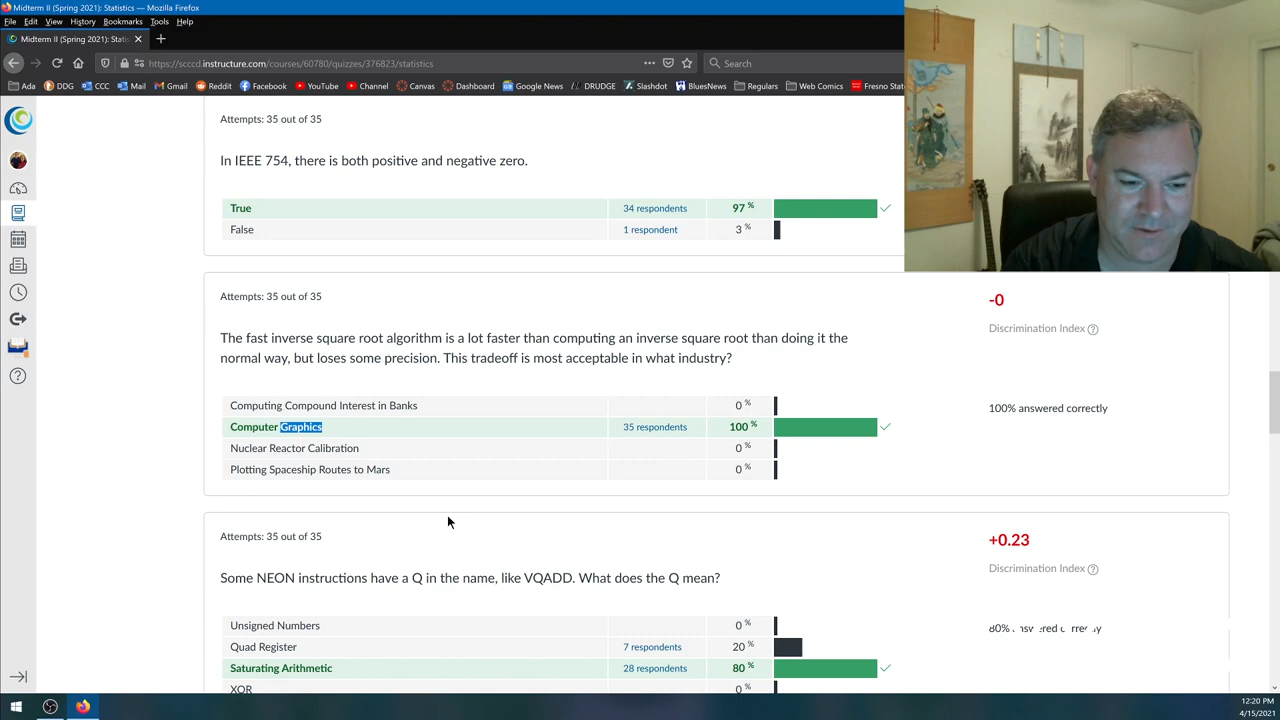 Midterm II (Spring 2021): Statistics — Mozilla Firefox
File Edit View History Bookmarks Tools Help
Midterm II (Spring 2021): Statis
https://scccd.instructure.com/courses/60780/quizzes/376823/statistics
Search
Ada DDG CCC Mail Gmail Reddit Facebook YouTube Channel Canvas Dashboard Google News DRUDGE Slashdot BluesNews Regulars Web Comics Fresno Stat
Attempts: 35 out of 35
In IEEE 754, there is both positive and negative zero.
True 34 respondents 97 %
False 1 respondent 3 %
Attempts: 35 out of 35
-0
Discrimination Index ?
The fast inverse square root algorithm is a lot faster than computing an inverse square root than doing it the
normal way, but loses some precision. This tradeoff is most acceptable in what industry?
Computing Compound Interest in Banks 0 %
100% answered correctly
Computer Graphics 35 respondents 100 %
Nuclear Reactor Calibration 0 %
Plotting Spaceship Routes to Mars 0 %
Attempts: 35 out of 35
+0.23
Discrimination Index ?
Some NEON instructions have a Q in the name, like VQADD. What does the Q mean?
Unsigned Numbers 0 %
80% answered correctly
Quad Register 7 respondents 20 %
Saturating Arithmetic 28 respondents 80 %
XOR 0 %
12:20 PM
4/15/2021